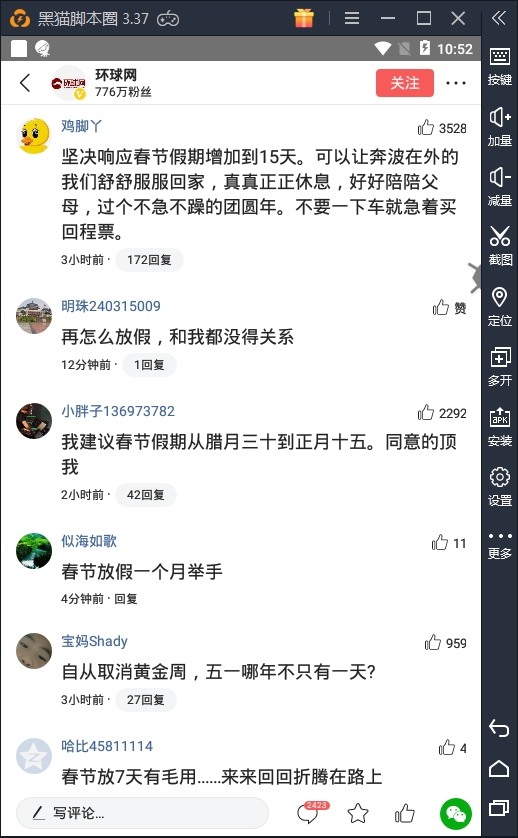 黑猫脚本圈 3.37
10:52
环球网
776万粉丝
关注
鸡脚丫
3528
坚决响应春节假期增加到15天。可以让奔波在外的
我们舒舒服服回家，真真正正休息，好好陪陪父
母，过个不急不躁的团圆年。不要一下车就急着买
回程票。
3小时前 · 172回复
明珠240315009
赞
再怎么放假，和我都没得关系
12分钟前 · 1回复
小胖子136973782
2292
我建议春节假期从腊月三十到正月十五。同意的顶
我
2小时前 · 42回复
似海如歌
11
春节放假一个月举手
4分钟前 · 回复
宝妈Shady
959
自从取消黄金周，五一哪年不只有一天?
3小时前 · 27回复
哈比45811114
4
春节放7天有毛用......来来回回折腾在路上
写评论...
2423
按键
加量
减量
截图
定位
多开
APK
安装
设置
更多